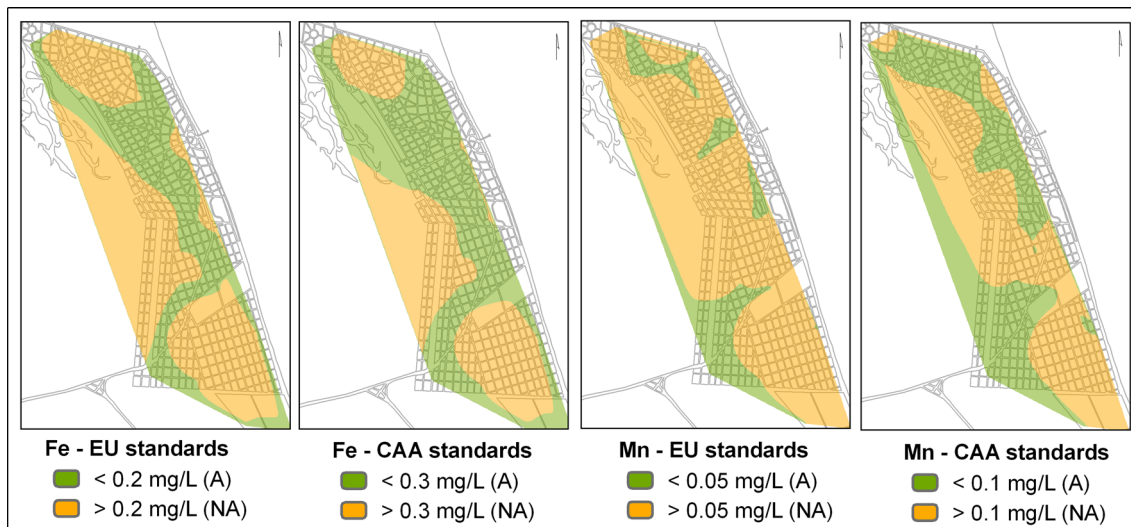 Fe - EU standards
< 0.2 mg/L (A)
> 0.2 mg/L (NA)
Fe - CAA standards
< 0.3 mg/L (A)
> 0.3 mg/L (NA)
Mn - EU standards
< 0.05 mg/L (A)
> 0.05 mg/L (NA)
Mn - CAA standards
< 0.1 mg/L (A)
> 0.1 mg/L (NA)